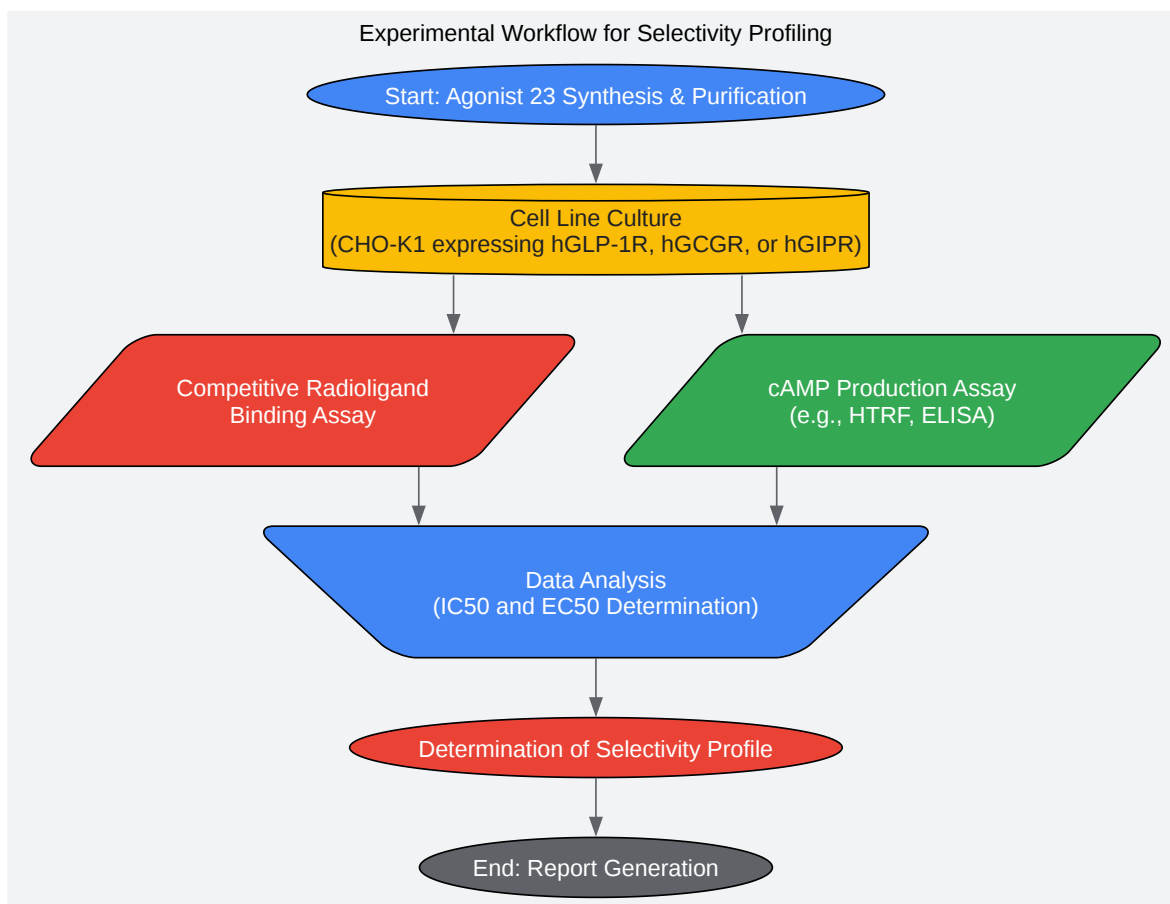 Experimental Workflow for Selectivity Profiling
Start: Agonist 23 Synthesis & Purification
Cell Line Culture
(CHO-K1 expressing hGLP-1R, hGCGR, or hGIPR)
Competitive Radioligand
Binding Assay
cAMP Production Assay
(e.g., HTRF, ELISA)
Data Analysis
(IC50 and EC50 Determination)
Determination of Selectivity Profile
End: Report Generation